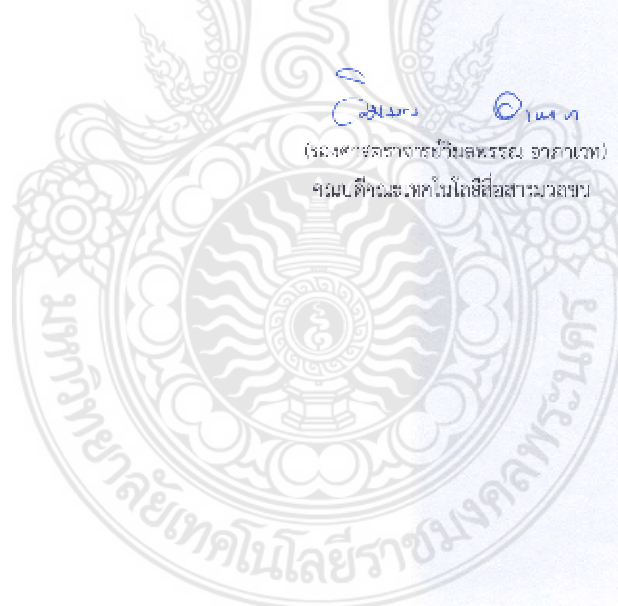 (รองศาสตราจารย์วิมลพรรณ อาภาเวท)
คณบดีคณะเทคโนโลยีสื่อสารมวลชน
มหาวิทยาลัยเทคโนโลยีราชมงคลพระนคร